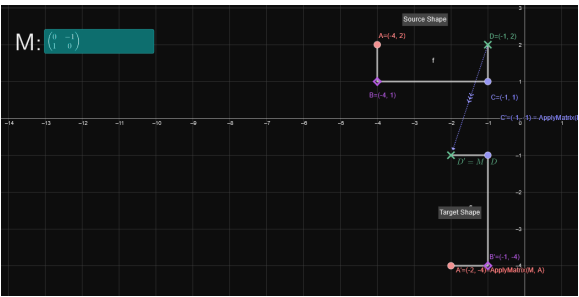 Source Shape
M: (0 −1
1 0)
A=(-4, 2)
D=(-1, 2)
f
B=(-4, 1)
C=(-1, 1)
C'=(-1, -1) = ApplyMatrix(
D' = M D
Target Shape
B'=(-1, -4)
A'=(-2, -4)=ApplyMatrix(M, A)
3
2
1
−14 −13 −12 −11 −10 −9 −8 −7 −6 −5 −4 −3 −2 −1 0 1
−1
−2
−3
−4